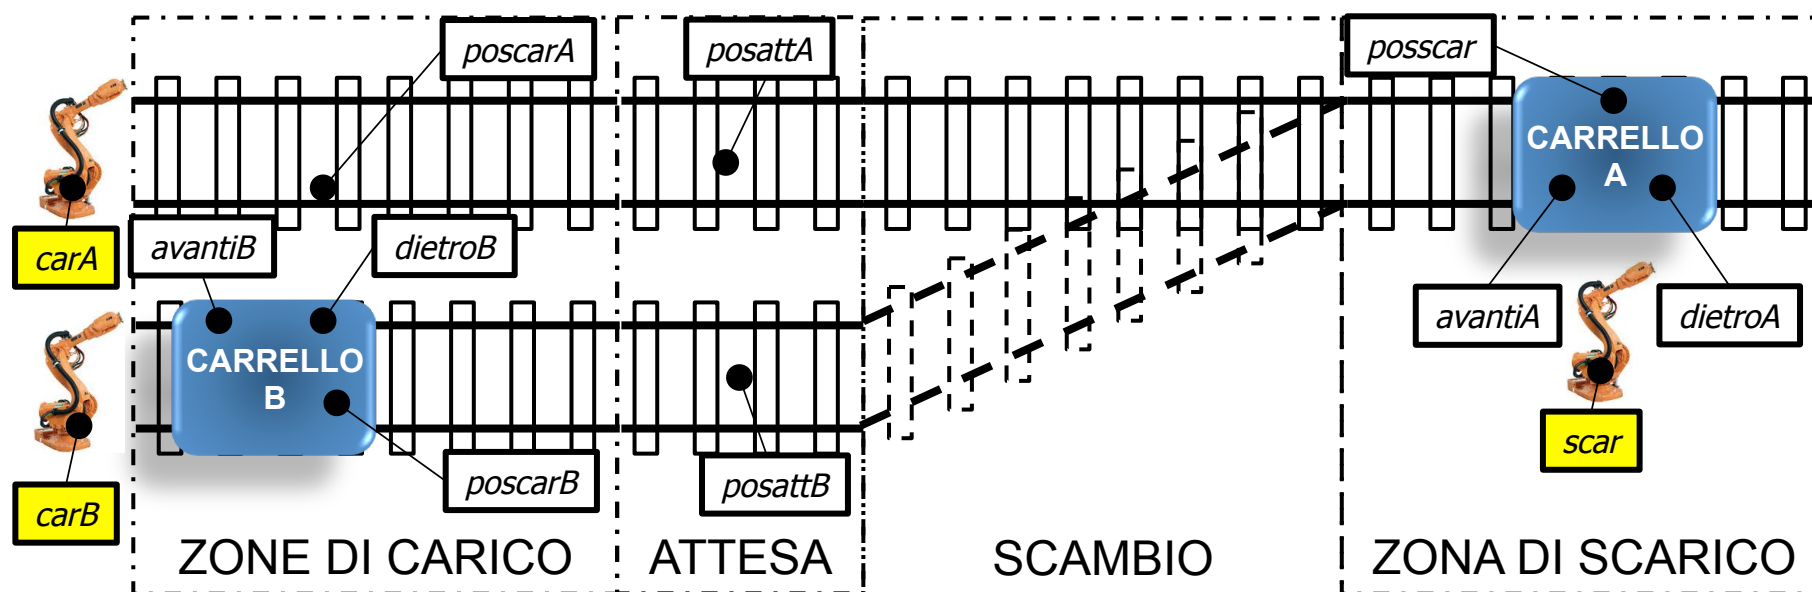 poscarA
posattA
posscar
CARRELLO
A
carA
avantiB
dietroB
avantiA
dietroA
CARRELLO
B
poscarB
posattB
scar
carB
ZONE DI CARICO
ATTESA
SCAMBIO
ZONA DI SCARICO